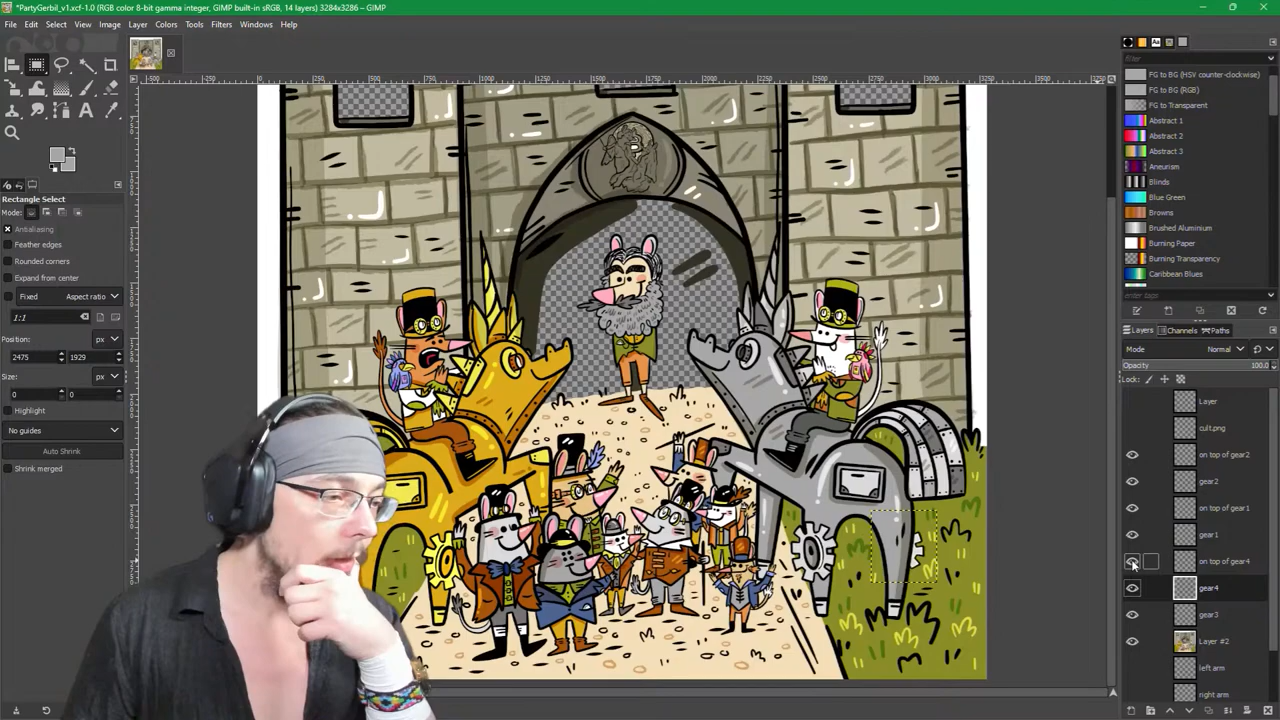 *PartyGerbil_v1.xcf-1.0 (RGB color 8-bit gamma integer, GIMP built-in sRGB, 14 layers) 3284x3286 – GIMP
File Edit Select View Image Layer Colors Tools Filters Windows Help
Rectangle Select
Mode:
Antialiasing
Feather edges
Rounded corners
Expand from center
Fixed Aspect ratio
1:1
Position: px
2475 1929
Size: px
0 0
Highlight
No guides
Auto Shrink
Shrink merged
filter
FG to BG (HSV counter-clockwise)
FG to BG (RGB)
FG to Transparent
Abstract 1
Abstract 2
Abstract 3
Aneurism
Blinds
Blue Green
Browns
Brushed Aluminium
Burning Paper
Burning Transparency
Caribbean Blues
enter tags
Layers Channels Paths
Mode Normal
Opacity 100.0
Lock:
Layer
cult.png
on top of gear2
gear2
on top of gear1
gear1
on top of gear4
gear4
gear3
Layer #2
left arm
right arm